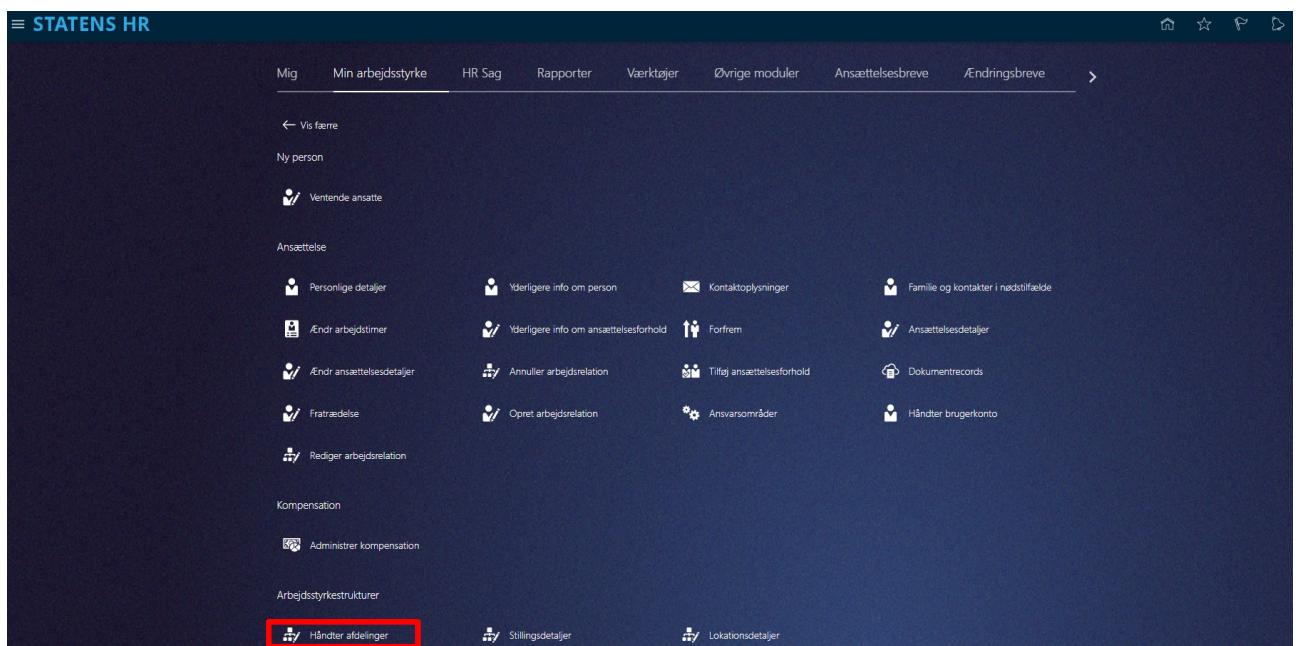 STATENS HR
Mig Min arbejdsstyrke HR Sag Rapporter Værktøjer Øvrige moduler Ansættelsesbreve Ændringsbreve
Vis færre
Ny person
Ventende ansatte
Ansættelse
Personlige detaljer Yderligere info om person Kontaktoplysninger Familie og kontakter i nødstilfælde
Ændr arbejdstimer Yderligere info om ansættelsesforhold Forfrem Ansættelsesdetaljer
Ændr ansættelsesdetaljer Annuller arbejdsrelation Tilføj ansættelsesforhold Dokumentrecords
Fratrædelse Opret arbejdsrelation Ansvarsområder Håndter brugerkonto
Rediger arbejdsrelation
Kompensation
Administrer kompensation
Arbejdsstyrkestrukturer
Håndter afdelinger Stillingsdetaljer Lokationsdetaljer